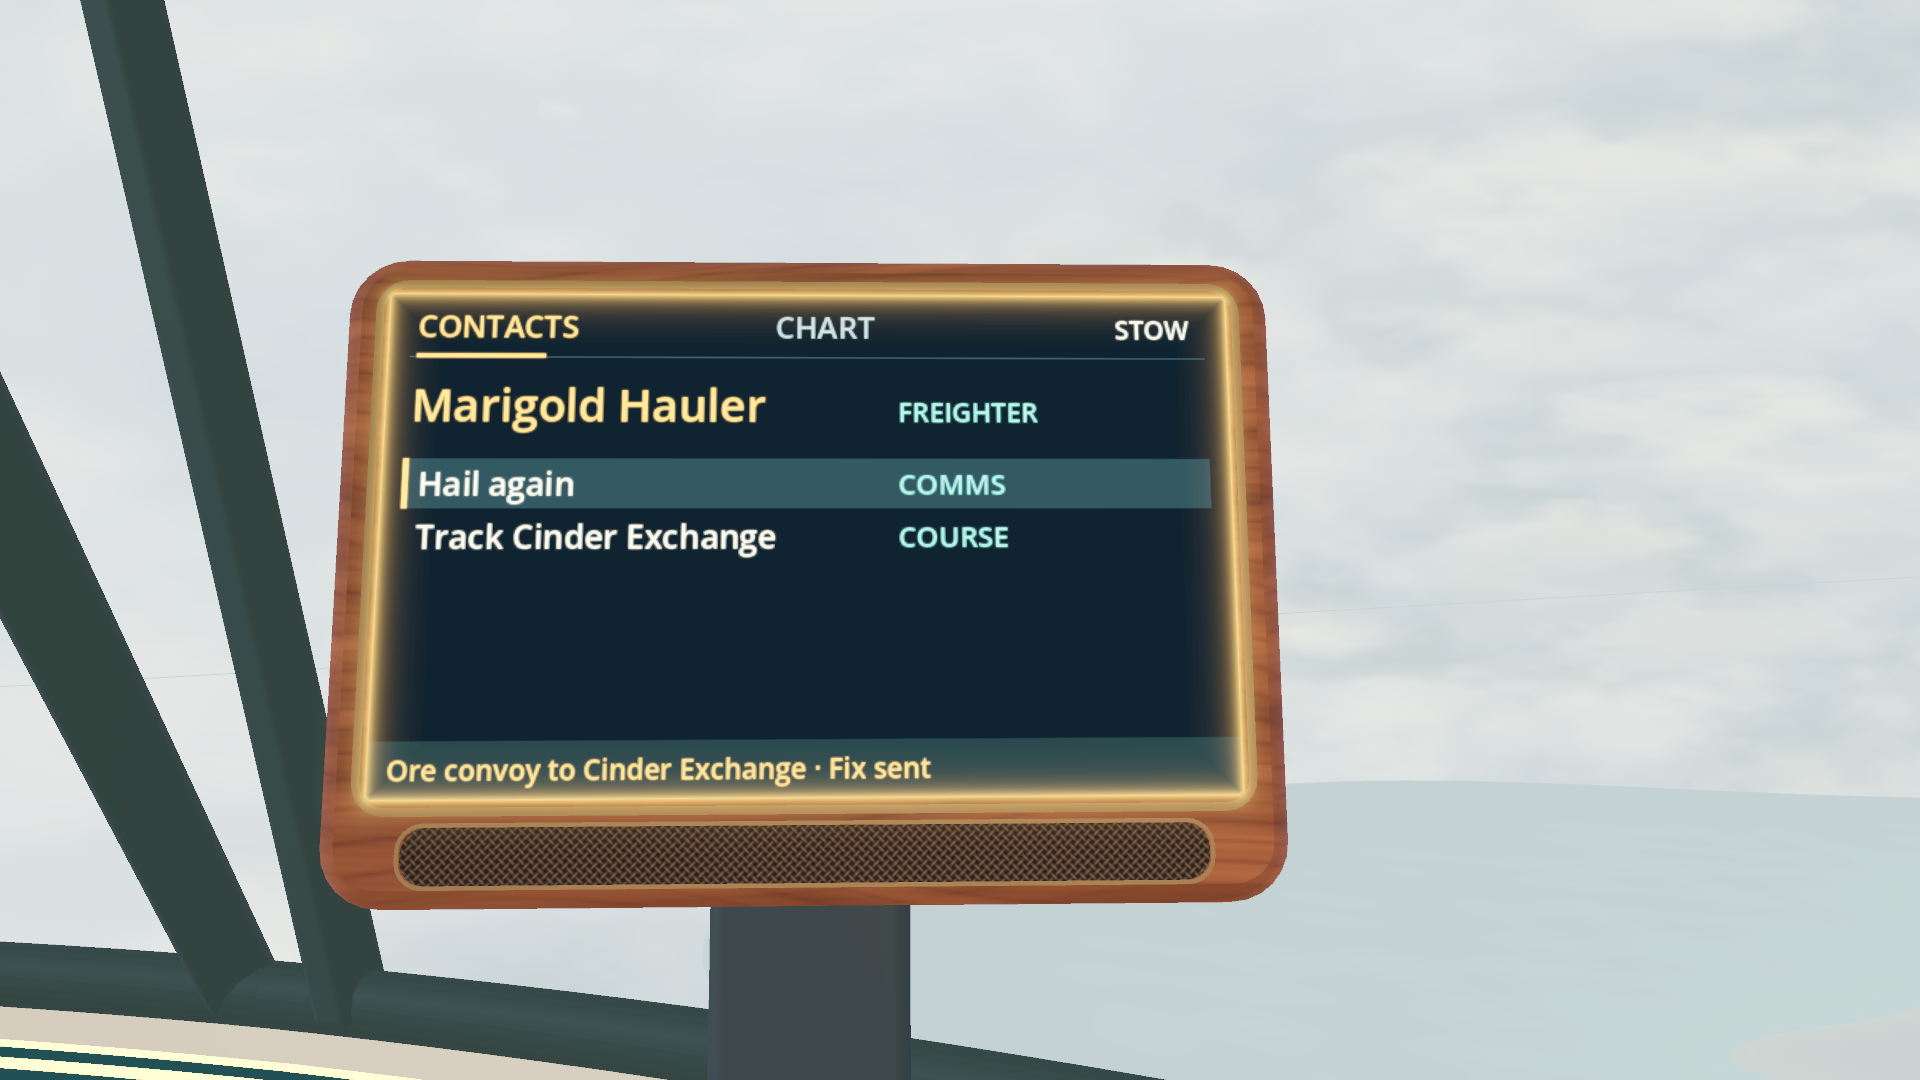 CONTACTS CHART STOW
Marigold Hauler FREIGHTER
Hail again COMMS
Track Cinder Exchange COURSE
Ore convoy to Cinder Exchange · Fix sent